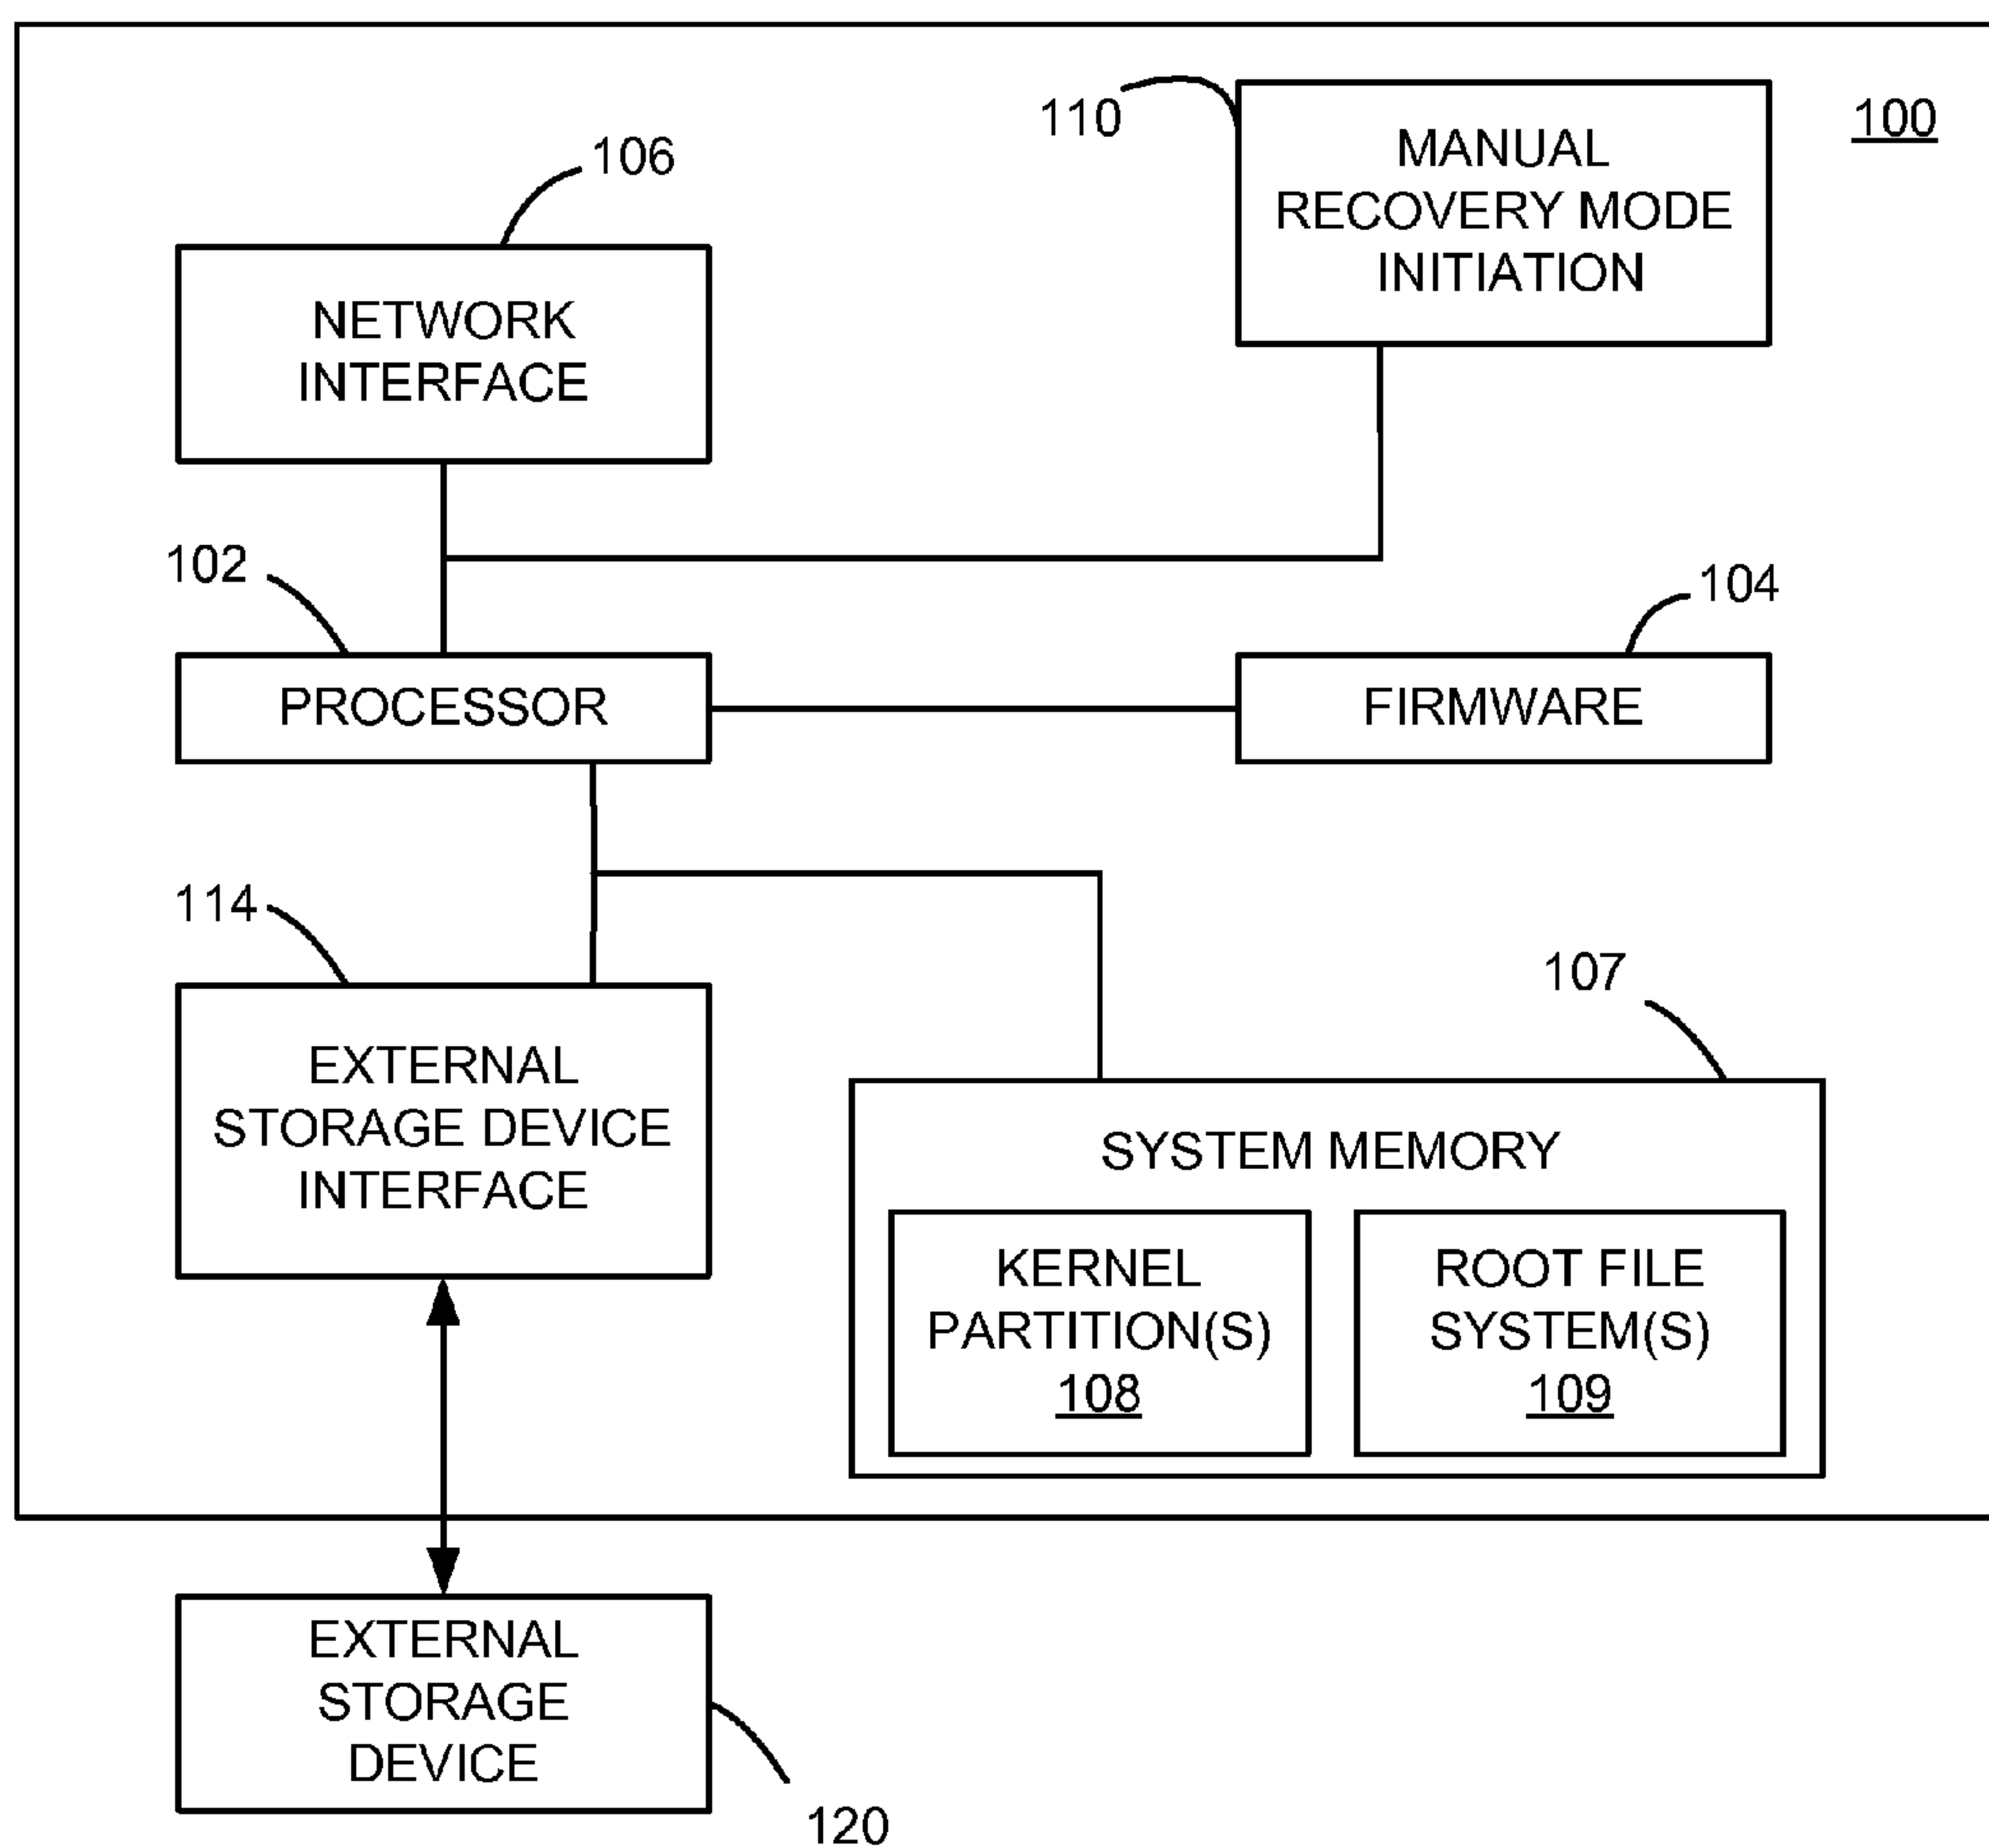 100
110
MANUAL
RECOVERY MODE
INITIATION
106
NETWORK
INTERFACE
102
PROCESSOR
104
FIRMWARE
114
EXTERNAL
STORAGE DEVICE
INTERFACE
107
SYSTEM MEMORY
KERNEL
PARTITION(S)
108
ROOT FILE
SYSTEM(S)
109
EXTERNAL
STORAGE
DEVICE
120